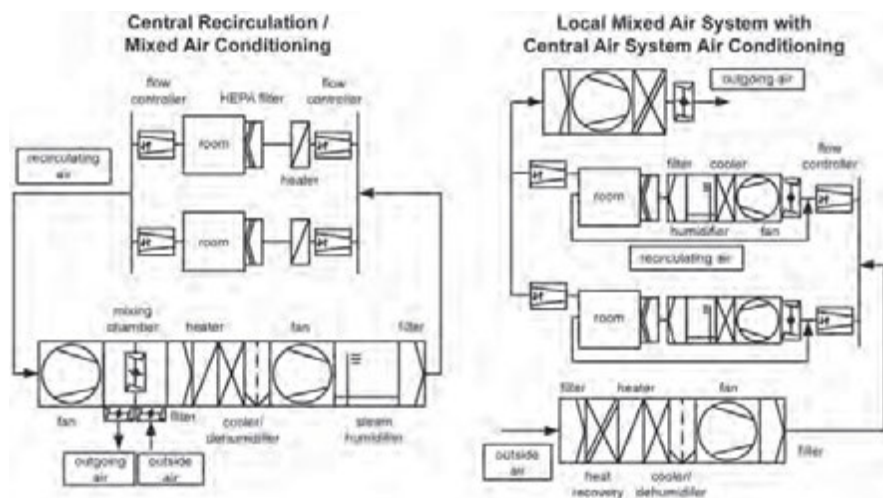 Central Recirculation /
Mixed Air Conditioning
flow
controller
HEPA filter
flow
controller
room
recirculating
air
heater
room
mixing
chamber
heater
fan
filter
fan
filter
cooler/
dehumidifier
steam
humidifier
outgoing
air
outside
air
Local Mixed Air System with
Central Air System Air Conditioning
outgoing air
flow
controller
filter
cooler
room
humidifier
fan
recirculating air
room
filter
heater
fan
outside
air
filter
heat
recovery
cooler/
dehumidifer